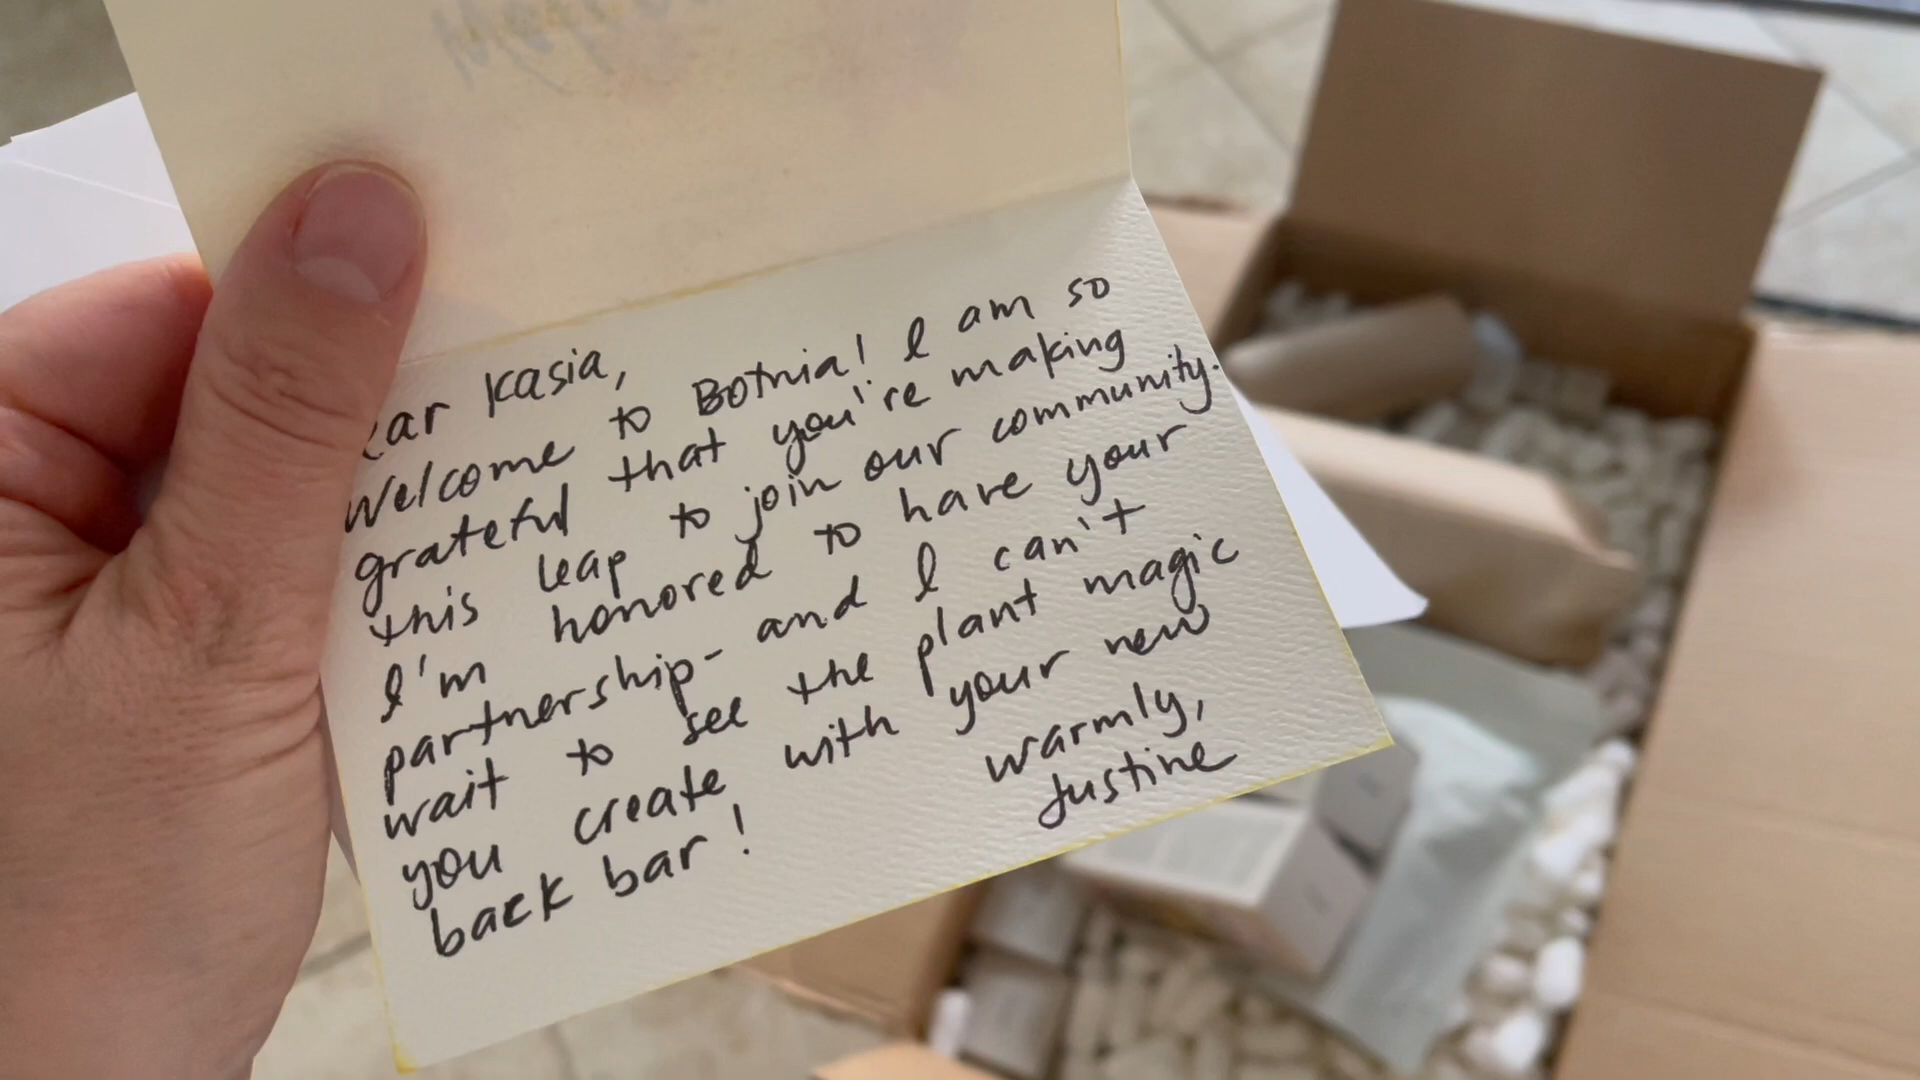 ear Kasia,
Welcome to Botnia! I am so
grateful that you're making
this leap to join our community.
I'm honored to have your
partnership- and I can't
wait to see the plant magic
you create with your new
back bar!
warmly,
Justine